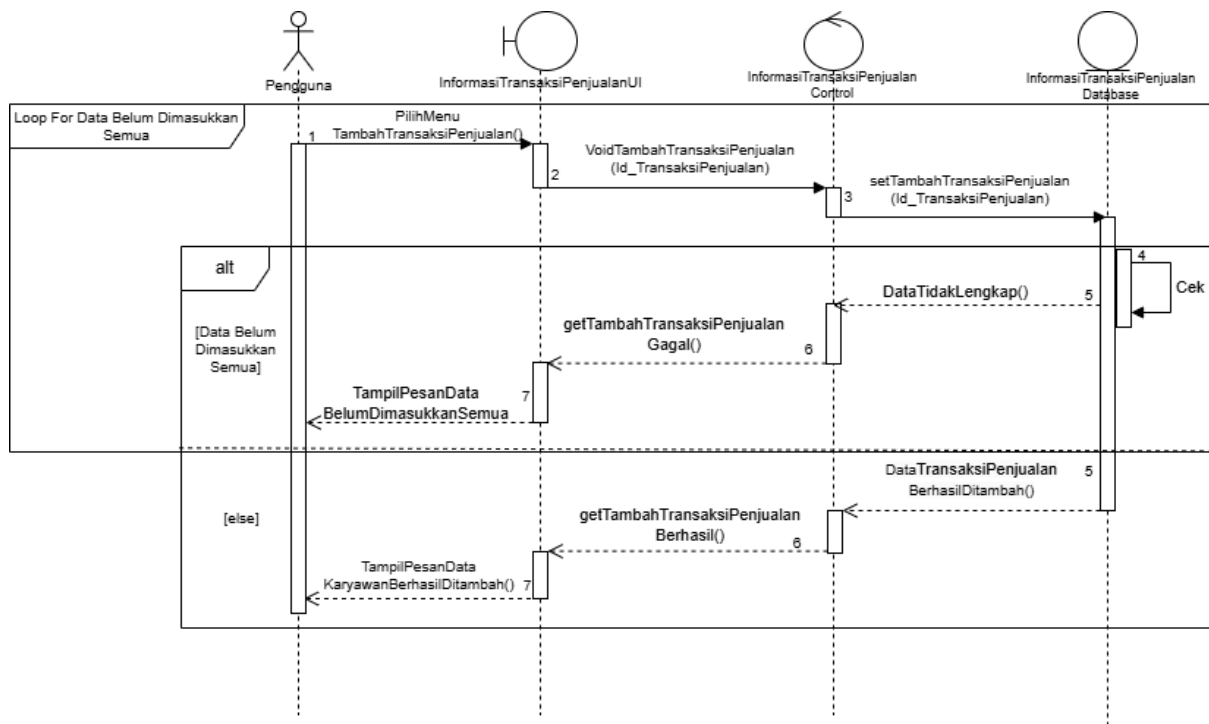 Pengguna
InformasiTransaksiPenjualanUI
InformasiTransaksiPenjualan
Control
InformasiTransaksiPenjualan
Database
Loop For Data Belum Dimasukkan
Semua
1
PilihMenu
TambahTransaksiPenjualan()
2
VoidTambahTransaksiPenjualan
(Id_TransaksiPenjualan)
3
setTambahTransaksiPenjualan
(Id_TransaksiPenjualan)
alt
4
Cek
[Data Belum
Dimasukkan
Semua]
DataTidakLengkap()
5
getTambahTransaksiPenjualan
Gagal()
6
TampilPesanData
BelumDimasukkanSemua
7
[else]
DataTransaksiPenjualan
BerhasilDitambah()
5
getTambahTransaksiPenjualan
Berhasil()
6
TampilPesanData
KaryawanBerhasilDitambah()
7